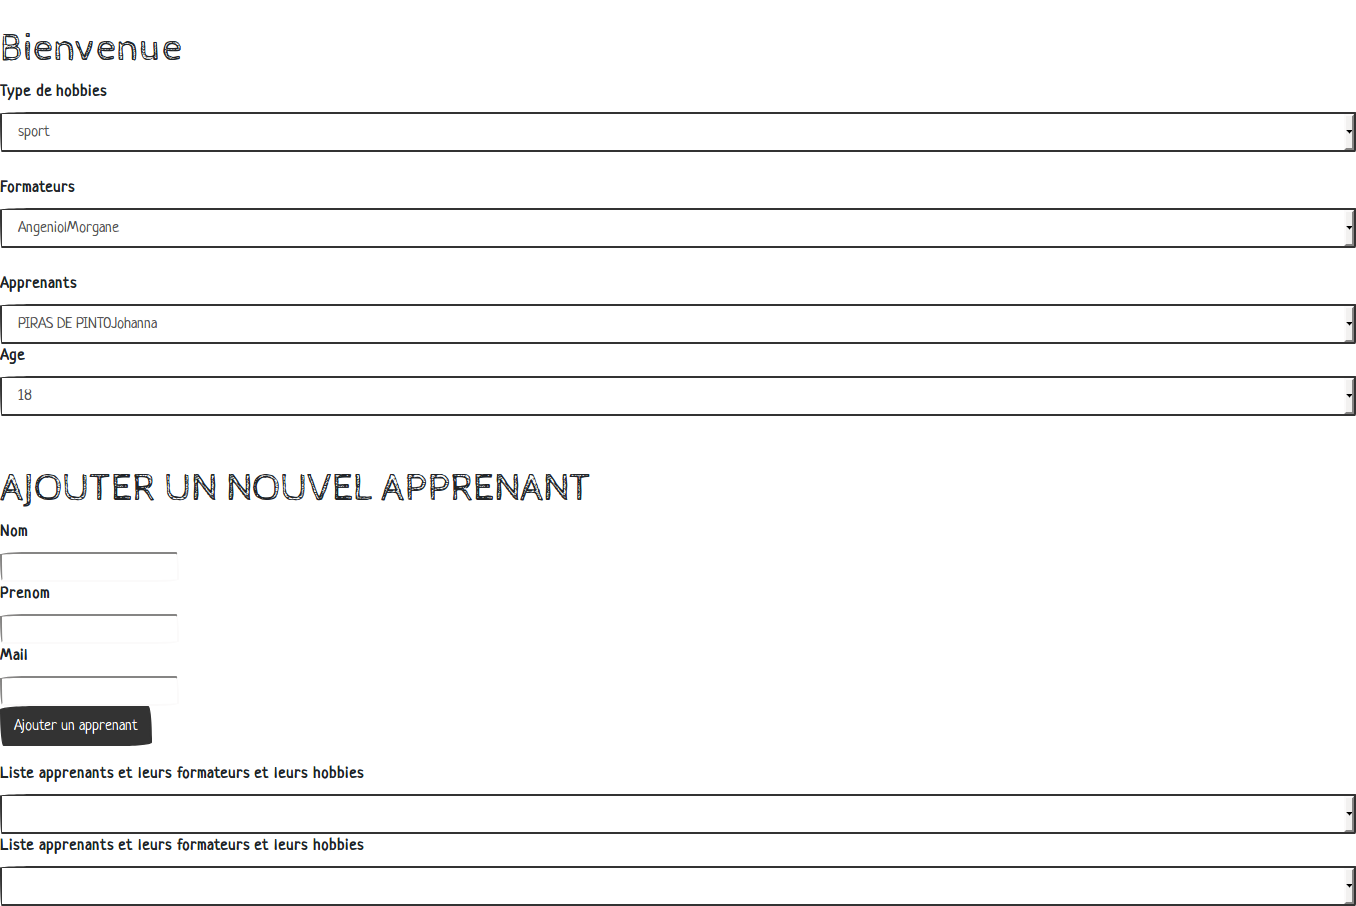 Bienvenue
Type de hobbies
sport
Formateurs
AngeniolMorgane
Apprenants
PIRAS DE PINTOJohanna
Age
18
AJOUTER UN NOUVEL APPRENANT
Nom
Prenom
Mail
Ajouter un apprenant
Liste apprenants et leurs formateurs et leurs hobbies
Liste apprenants et leurs formateurs et leurs hobbies